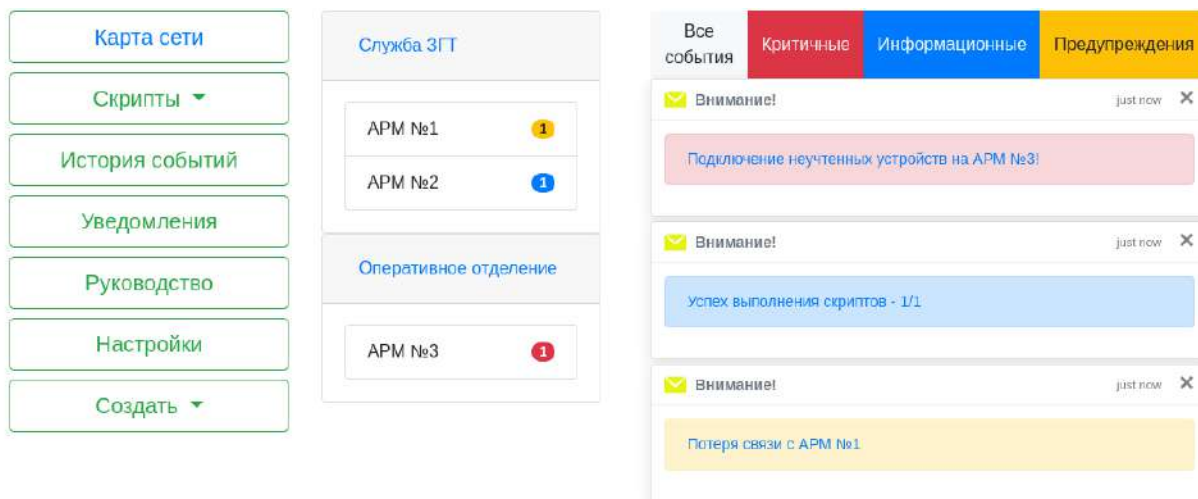 Карта сети
Скрипты
История событий
Уведомления
Руководство
Настройки
Создать
Служба ЗГТ
АРМ №1 1
АРМ №2 1
Оперативное отделение
АРМ №3 1
Все
события
Критичные
Информационные
Предупреждения
Внимание! just now ×
Подключение неучтенных устройств на АРМ №3!
Внимание! just now ×
Успех выполнения скриптов - 1/1
Внимание! just now ×
Потеря связи с АРМ №1